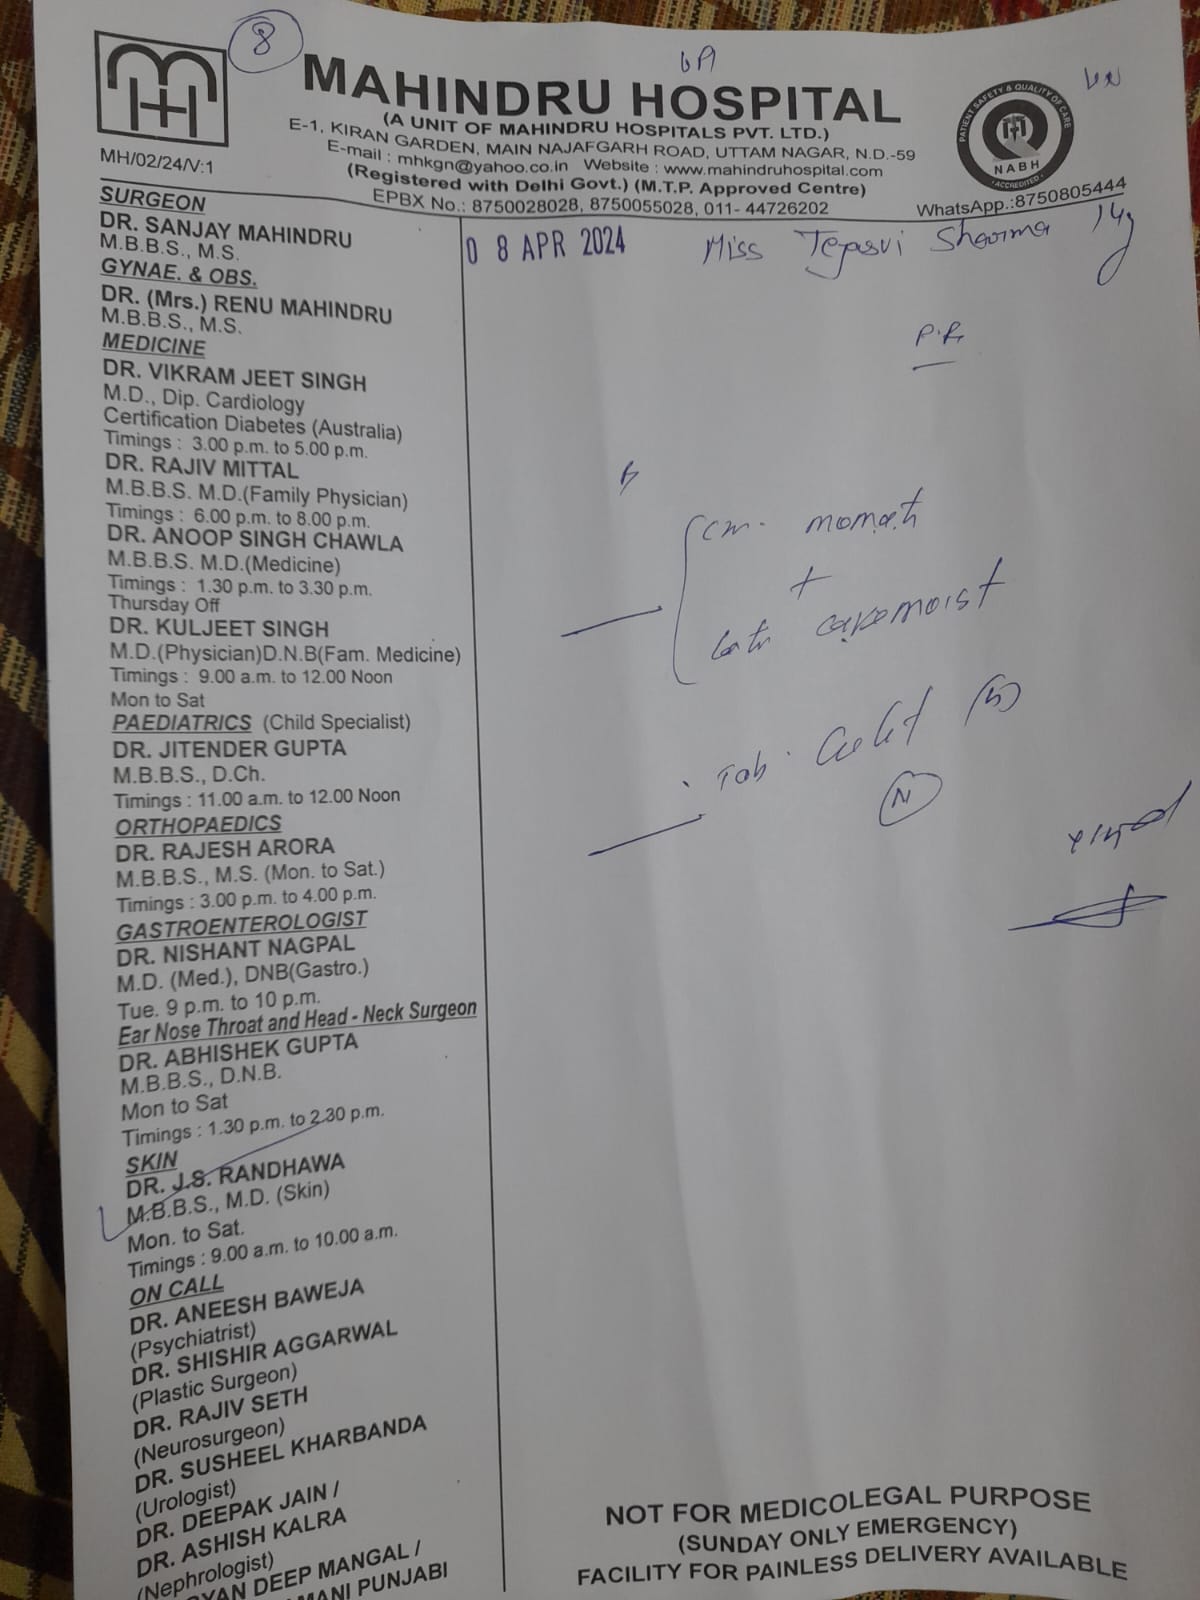 8
MAHINDRU HOSPITAL
(A UNIT OF MAHINDRU HOSPITALS PVT. LTD.)
E-1, KIRAN GARDEN, MAIN NAJAFGARH ROAD, UTTAM NAGAR, N.D.-59
E-mail : mhkgn@yahoo.co.in Website : www.mahindruhospital.com
(Registered with Delhi Govt.) (M.T.P. Approved Centre)
EPBX No.: 8750028028, 8750055028, 011- 44726202
MH/02/24/V:1
PATIENT SAFETY & QUALITY OF CARE
NABH
ACCREDITED
WhatsApp.:8750805444
SURGEON
DR. SANJAY MAHINDRU
M.B.B.S., M.S.
GYNAE. & OBS.
DR. (Mrs.) RENU MAHINDRU
M.B.B.S., M.S.
MEDICINE
DR. VIKRAM JEET SINGH
M.D., Dip. Cardiology
Certification Diabetes (Australia)
Timings : 3.00 p.m. to 5.00 p.m.
DR. RAJIV MITTAL
M.B.B.S. M.D.(Family Physician)
Timings : 6.00 p.m. to 8.00 p.m.
DR. ANOOP SINGH CHAWLA
M.B.B.S. M.D.(Medicine)
Timings : 1.30 p.m. to 3.30 p.m.
Thursday Off
DR. KULJEET SINGH
M.D.(Physician)D.N.B(Fam. Medicine)
Timings : 9.00 a.m. to 12.00 Noon
Mon to Sat
PAEDIATRICS (Child Specialist)
DR. JITENDER GUPTA
M.B.B.S., D.Ch.
Timings : 11.00 a.m. to 12.00 Noon
ORTHOPAEDICS
DR. RAJESH ARORA
M.B.B.S., M.S. (Mon. to Sat.)
Timings : 3.00 p.m. to 4.00 p.m.
GASTROENTEROLOGIST
DR. NISHANT NAGPAL
M.D. (Med.), DNB(Gastro.)
Tue. 9 p.m. to 10 p.m.
Ear Nose Throat and Head - Neck Surgeon
DR. ABHISHEK GUPTA
M.B.B.S., D.N.B.
Mon to Sat
Timings : 1.30 p.m. to 2.30 p.m.
SKIN
DR. J.S. RANDHAWA
M.B.B.S., M.D. (Skin)
Mon. to Sat.
Timings : 9.00 a.m. to 10.00 a.m.
ON CALL
DR. ANEESH BAWEJA
(Psychiatrist)
DR. SHISHIR AGGARWAL
(Plastic Surgeon)
DR. RAJIV SETH
(Neurosurgeon)
DR. SUSHEEL KHARBANDA
(Urologist)
DR. DEEPAK JAIN /
DR. ASHISH KALRA
(Nephrologist)
DEEP MANGAL /
PUNJABI
0 8 APR 2024
Miss Tejasvi Sharma 14y
P.R.
momate
+
cakemoist
Tab.
N
NOT FOR MEDICOLEGAL PURPOSE
(SUNDAY ONLY EMERGENCY)
FACILITY FOR PAINLESS DELIVERY AVAILABLE